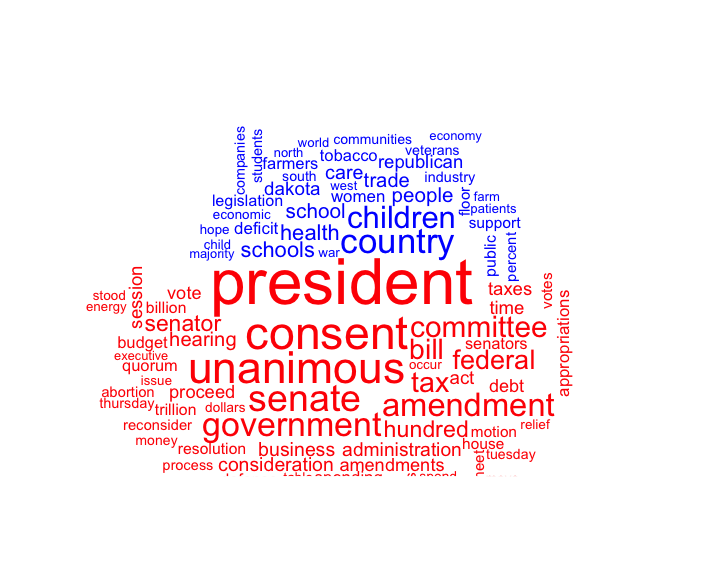 companies
students
world communities economy
north
farmers tobacco veterans republican
south care trade industry
dakota west women people floor farm
legislation patients
economic school children support
hope deficit health country
child schools war public percent
majority
president
session stood vote taxes votes
energy billion time appropriations
senator consent committee
budget hearing bill senators
executive unanimous occur federal
quorum
issue tax act debt
abortion proceed senate amendment
thursday trillion dollars
reconsider government hundred motion relief
money resolution business administration house tuesday
process consideration amendments
spending spend